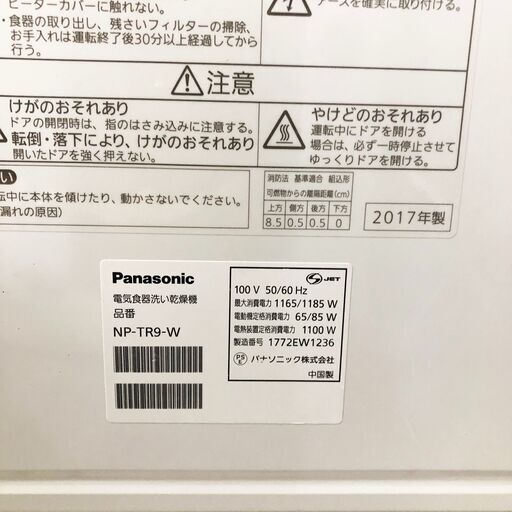 ヒーターカバーに触れない。
・食器の取り出し、残さいフィルターの掃除、
お手入れは運転終了後30分以上経過してから
行う。
アースを確実に取り付ける。
注意
けがのおそれあり
ドアの開閉時は、指のはさみ込みに注意する。
転倒・落下により、けがのおそれあり
開いたドアを強く押えない。
やけどのおそれあり
運転中にドアを開ける
場合は、必ず一時停止させて
ゆっくりドアを開ける。
い
転中に本体を傾けたり、動かさないでください。
漏れの原因)
消防法 基準適合 組込形
可燃物からの離隔距離(cm)
上方 側方 後方 下方
8.5 0.5 0.5 0
2017年製
Panasonic
電気食器洗い乾燥機
品番
NP-TR9-W
S JET
100 V 50/60 Hz
最大消費電力 1165/1185 W
電動機定格消費電力 65/85 W
電熱装置定格消費電力 1100 W
製造番号 1772EW1236
PSE パナソニック株式会社
中国製